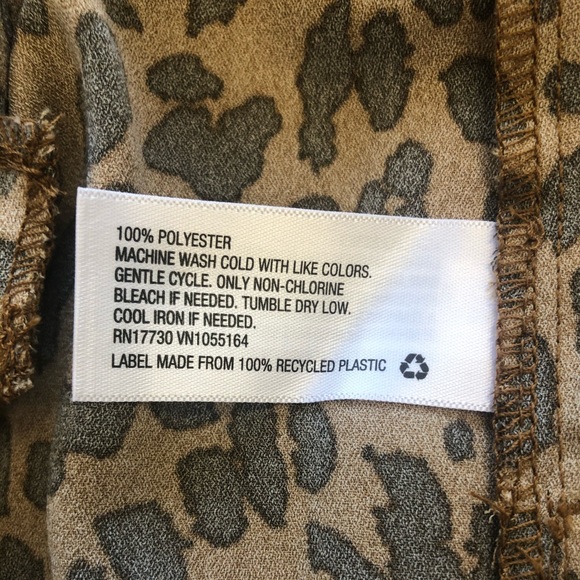 100% POLYESTER
MACHINE WASH COLD WITH LIKE COLORS.
GENTLE CYCLE. ONLY NON-CHLORINE
BLEACH IF NEEDED. TUMBLE DRY LOW.
COOL IRON IF NEEDED.
RN17730 VN1055164
LABEL MADE FROM 100% RECYCLED PLASTIC